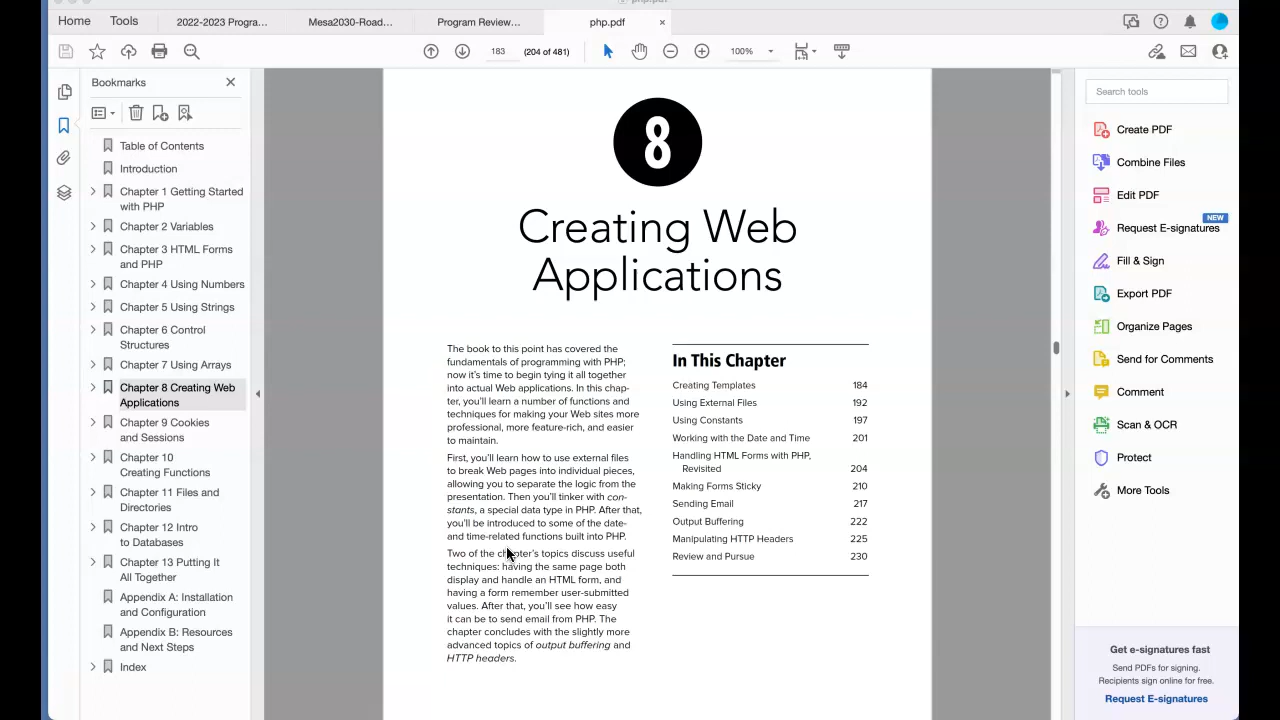 Home
Tools
2022-2023 Progra...
Mesa2030-Road...
Program Review...
php.pdf
183
(204 of 481)
100%
Bookmarks
Table of Contents
Introduction
Chapter 1 Getting Started
with PHP
Chapter 2 Variables
Chapter 3 HTML Forms
and PHP
Chapter 4 Using Numbers
Chapter 5 Using Strings
Chapter 6 Control
Structures
Chapter 7 Using Arrays
Chapter 8 Creating Web
Applications
Chapter 9 Cookies
and Sessions
Chapter 10
Creating Functions
Chapter 11 Files and
Directories
Chapter 12 Intro
to Databases
Chapter 13 Putting It
All Together
Appendix A: Installation
and Configuration
Appendix B: Resources
and Next Steps
Index
8
Creating Web
Applications
The book to this point has covered the
fundamentals of programming with PHP;
now it's time to begin tying it all together
into actual Web applications. In this chap-
ter, you'll learn a number of functions and
techniques for making your Web sites more
professional, more feature-rich, and easier
to maintain.
First, you'll learn how to use external files
to break Web pages into individual pieces,
allowing you to separate the logic from the
presentation. Then you'll tinker with con-
stants, a special data type in PHP. After that,
you'll be introduced to some of the date-
and time-related functions built into PHP.
Two of the chapter's topics discuss useful
techniques: having the same page both
display and handle an HTML form, and
having a form remember user-submitted
values. After that, you'll see how easy
it can be to send email from PHP. The
chapter concludes with the slightly more
advanced topics of output buffering and
HTTP headers.
In This Chapter
Creating Templates 184
Using External Files 192
Using Constants 197
Working with the Date and Time 201
Handling HTML Forms with PHP,
Revisited 204
Making Forms Sticky 210
Sending Email 217
Output Buffering 222
Manipulating HTTP Headers 225
Review and Pursue 230
Search tools
Create PDF
Combine Files
Edit PDF
NEW
Request E-signatures
Fill & Sign
Export PDF
Organize Pages
Send for Comments
Comment
Scan & OCR
Protect
More Tools
Get e-signatures fast
Send PDFs for signing.
Recipients sign online for free.
Request E-signatures